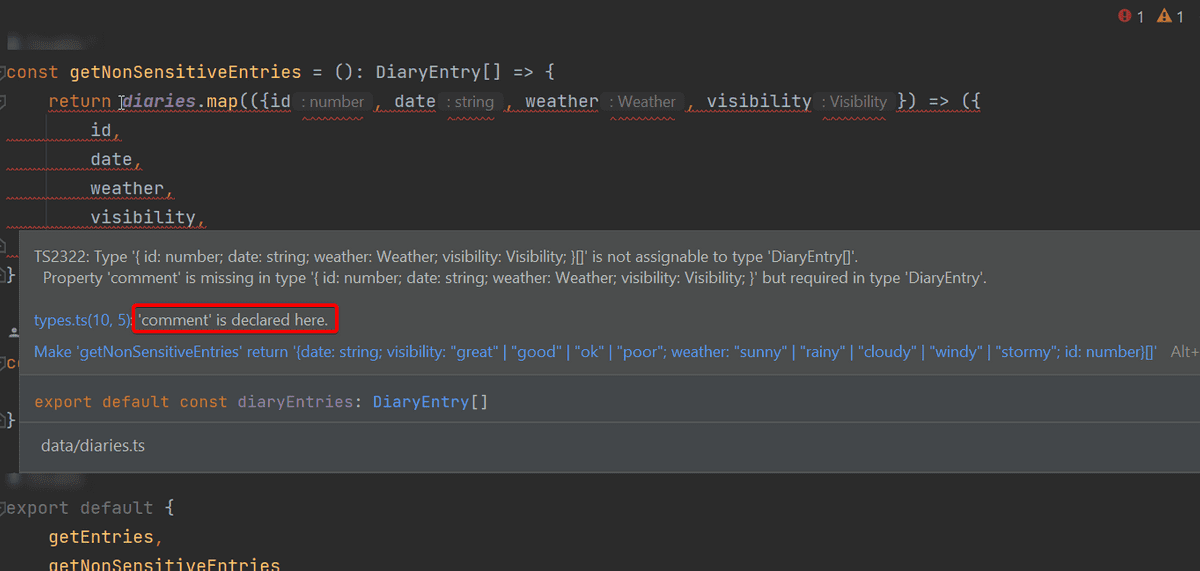 1 1
const getNonSensitiveEntries = (): DiaryEntry[] => {
return diaries.map(({id : number , date : string , weather : Weather , visibility : Visibility }) => ({
id,
date,
weather,
visibility,
TS2322: Type '{ id: number; date: string; weather: Weather; visibility: Visibility; }[]' is not assignable to type 'DiaryEntry[]'.
}
Property 'comment' is missing in type '{ id: number; date: string; weather: Weather; visibility: Visibility; }' but required in type 'DiaryEntry'.
types.ts(10, 5): 'comment' is declared here.
co
Make 'getNonSensitiveEntries' return '{date: string; visibility: "great" | "good" | "ok" | "poor"; weather: "sunny" | "rainy" | "cloudy" | "windy" | "stormy"; id: number}[]' Alt+
export default const diaryEntries: DiaryEntry[]
}
data/diaries.ts
export default {
getEntries,
getNonSensitiveEntries